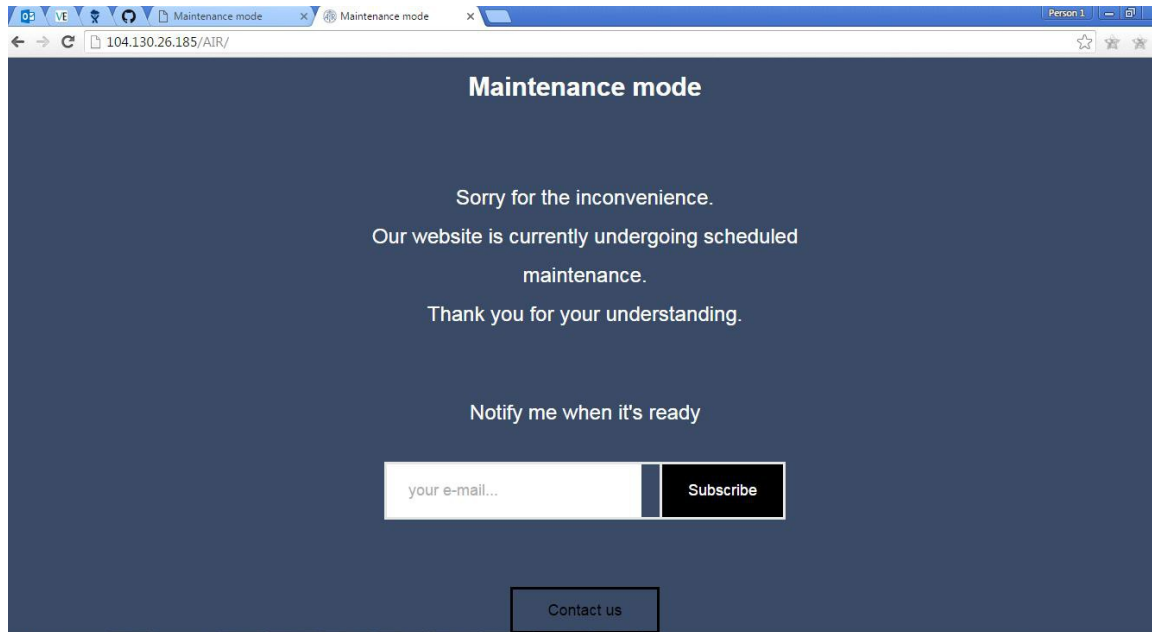 VE
Maintenance mode
Maintenance mode
Person 1
104.130.26.185/AIR/
Maintenance mode
Sorry for the inconvenience.
Our website is currently undergoing scheduled
maintenance.
Thank you for your understanding.
Notify me when it's ready
your e-mail...
Subscribe
Contact us